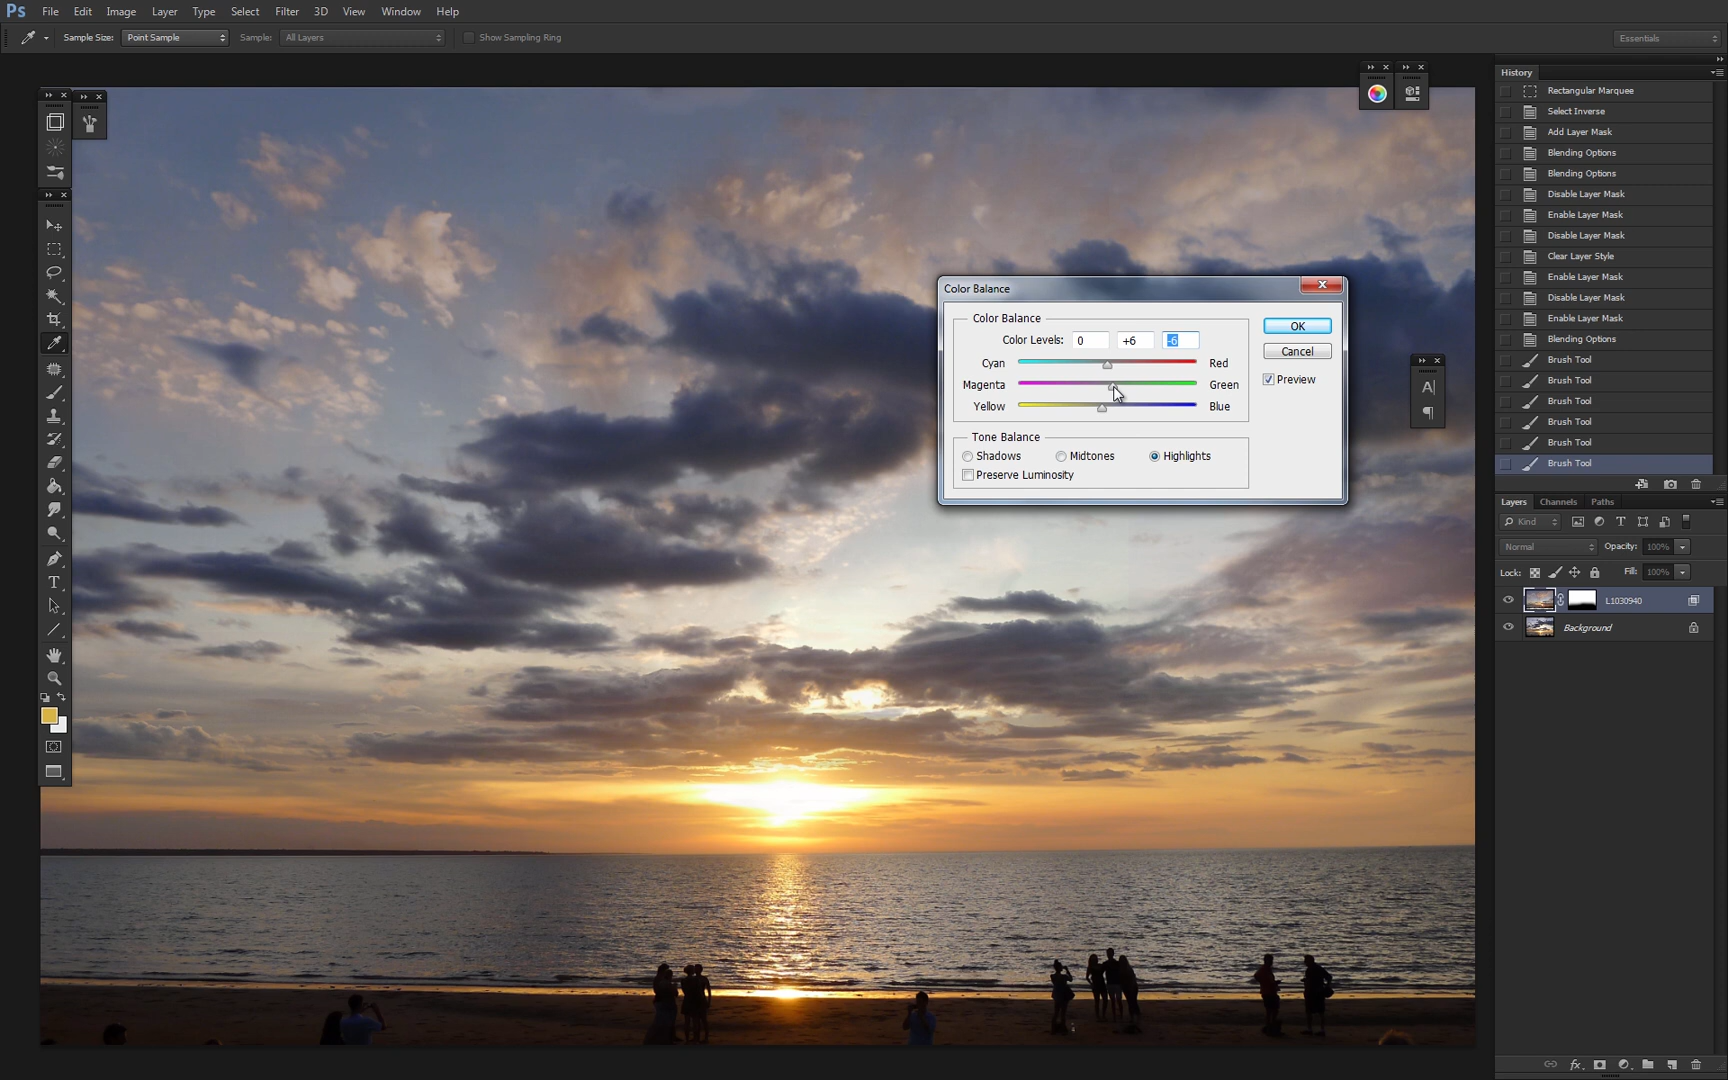 Ps File Edit Image Layer Type Select Filter 3D View Window Help
Sample Size: Point Sample Sample: All Layers Show Sampling Ring Essentials
History
Rectangular Marquee
Select Inverse
Add Layer Mask
Blending Options
Blending Options
Disable Layer Mask
Enable Layer Mask
Disable Layer Mask
Clear Layer Style
Enable Layer Mask
Disable Layer Mask
Enable Layer Mask
Blending Options
Brush Tool
Brush Tool
Brush Tool
Brush Tool
Brush Tool
Brush Tool
Color Balance
Color Balance
Color Levels: 0 +6 -6
Cyan Red
Magenta Green
Yellow Blue
Tone Balance
Shadows Midtones Highlights
Preserve Luminosity
OK
Cancel
Preview
Layers Channels Paths
Kind
Normal Opacity: 100%
Lock: Fill: 100%
L1030940
Background
fx